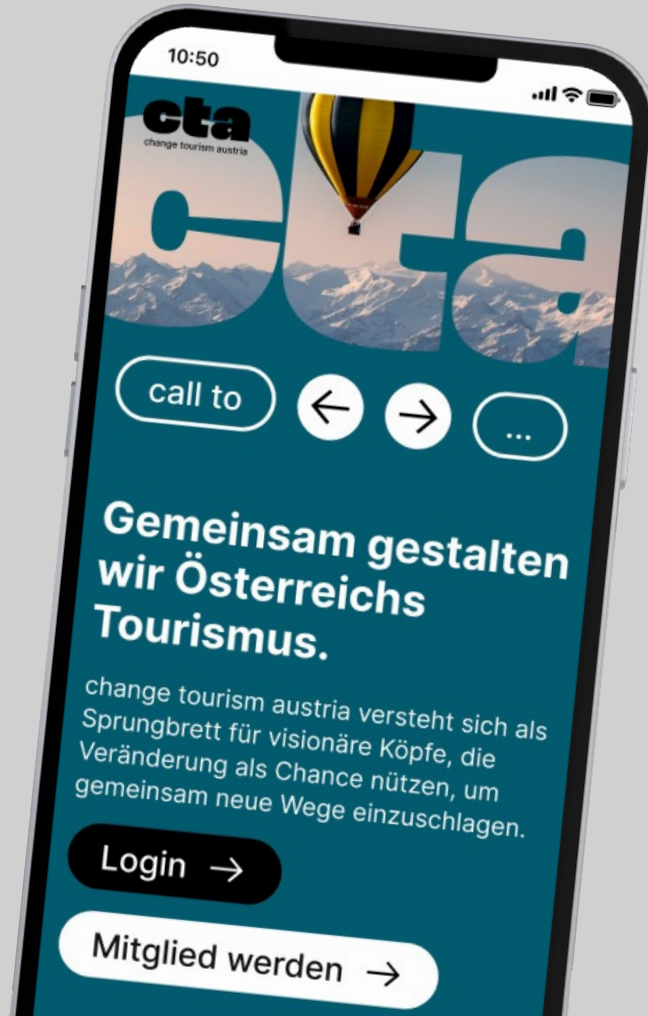 10:50
cta
change tourism austria
cta
call to
...
Gemeinsam gestalten
wir Österreichs
Tourismus.
change tourism austria versteht sich als
Sprungbrett für visionäre Köpfe, die
Veränderung als Chance nützen, um
gemeinsam neue Wege einzuschlagen.
Login →
Mitglied werden →